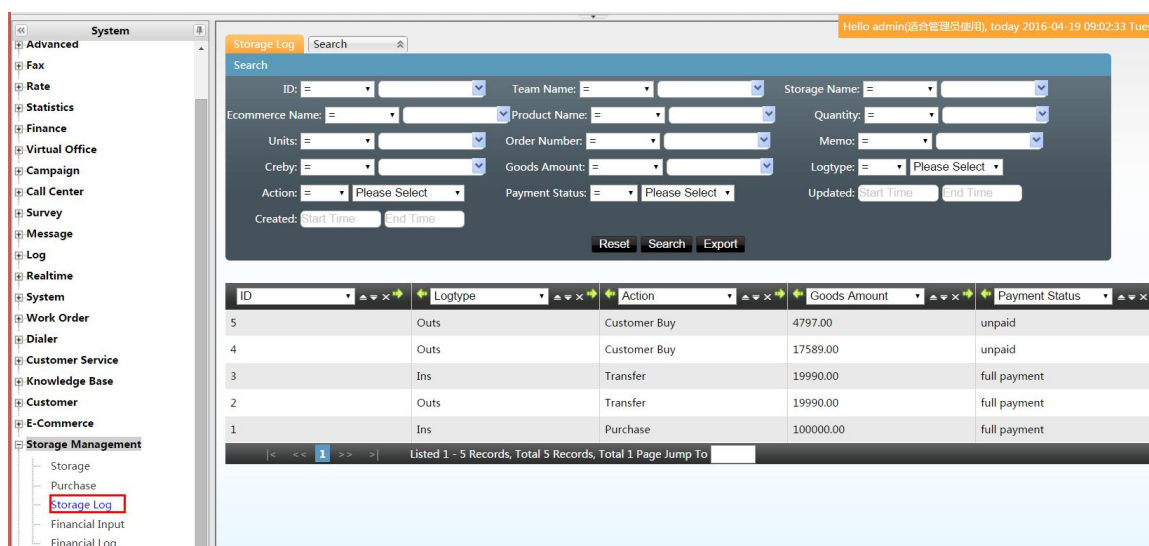 System
Advanced
Fax
Rate
Statistics
Finance
Virtual Office
Campaign
Call Center
Survey
Message
Log
Realtime
System
Work Order
Dialer
Customer Service
Knowledge Base
Customer
E-Commerce
Storage Management
Storage
Purchase
Storage Log
Financial Input
Financial Log
Hello admin(适合管理员使用), today 2016-04-19 09:02:33 Tues
Storage Log Search
Search
ID: = Team Name: = Storage Name: =
Ecommerce Name: = Product Name: = Quantity: =
Units: = Order Number: = Memo: =
Creby: = Goods Amount: = Logtype: = Please Select
Action: = Please Select Payment Status: = Please Select Updated: Start Time End Time
Created: Start Time End Time
Reset Search Export
ID Logtype Action Goods Amount Payment Status
5 Outs Customer Buy 4797.00 unpaid
4 Outs Customer Buy 17589.00 unpaid
3 Ins Transfer 19990.00 full payment
2 Outs Transfer 19990.00 full payment
1 Ins Purchase 100000.00 full payment
|< << 1 >> >| Listed 1 - 5 Records, Total 5 Records, Total 1 Page Jump To